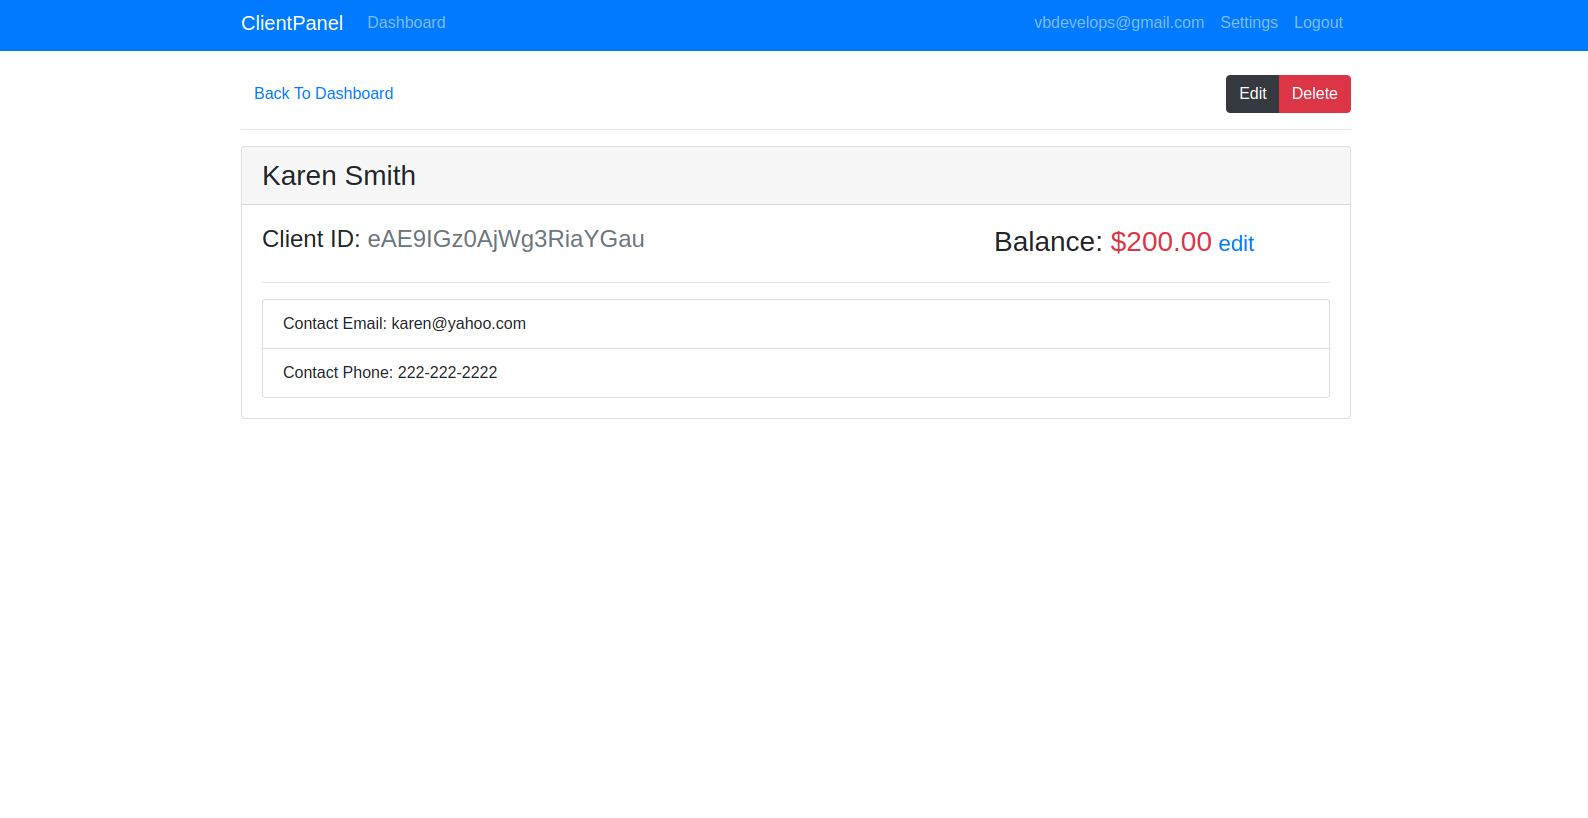 ClientPanel Dashboard vbdevelops@gmail.com Settings Logout
Back To Dashboard Edit Delete
Karen Smith
Client ID: eAE9IGz0AjWg3RiaYGau Balance: $200.00 edit
Contact Email: karen@yahoo.com
Contact Phone: 222-222-2222